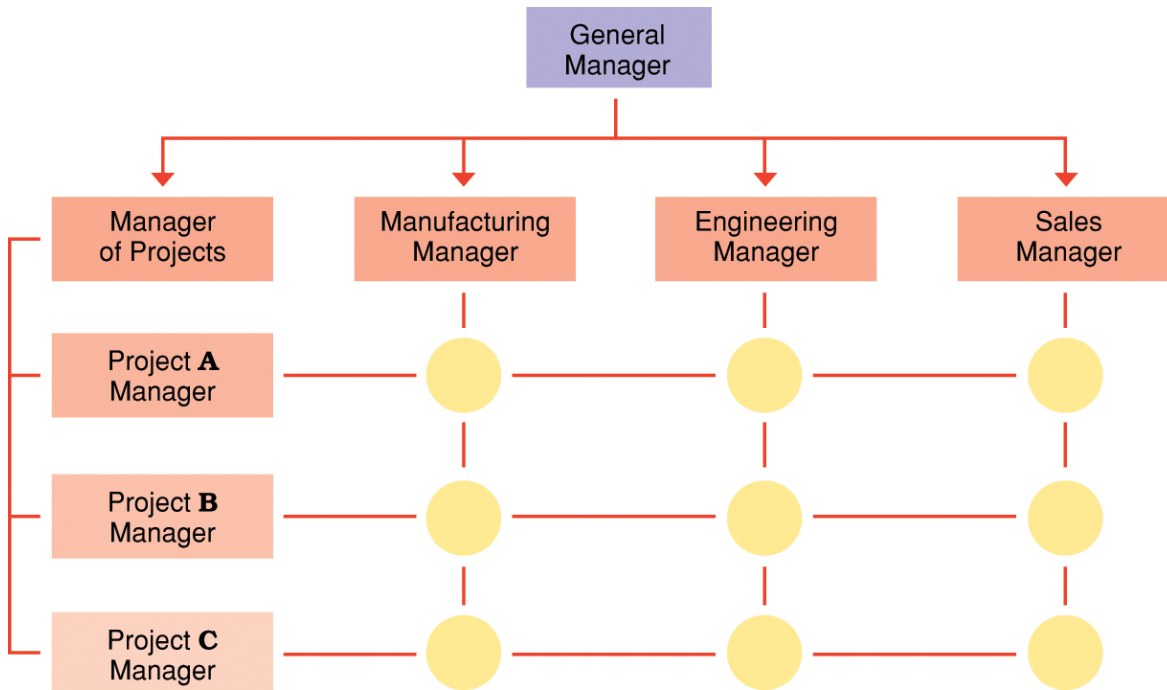 General
Manager
Manager
of Projects
Manufacturing
Manager
Engineering
Manager
Sales
Manager
Project A
Manager
Project B
Manager
Project C
Manager